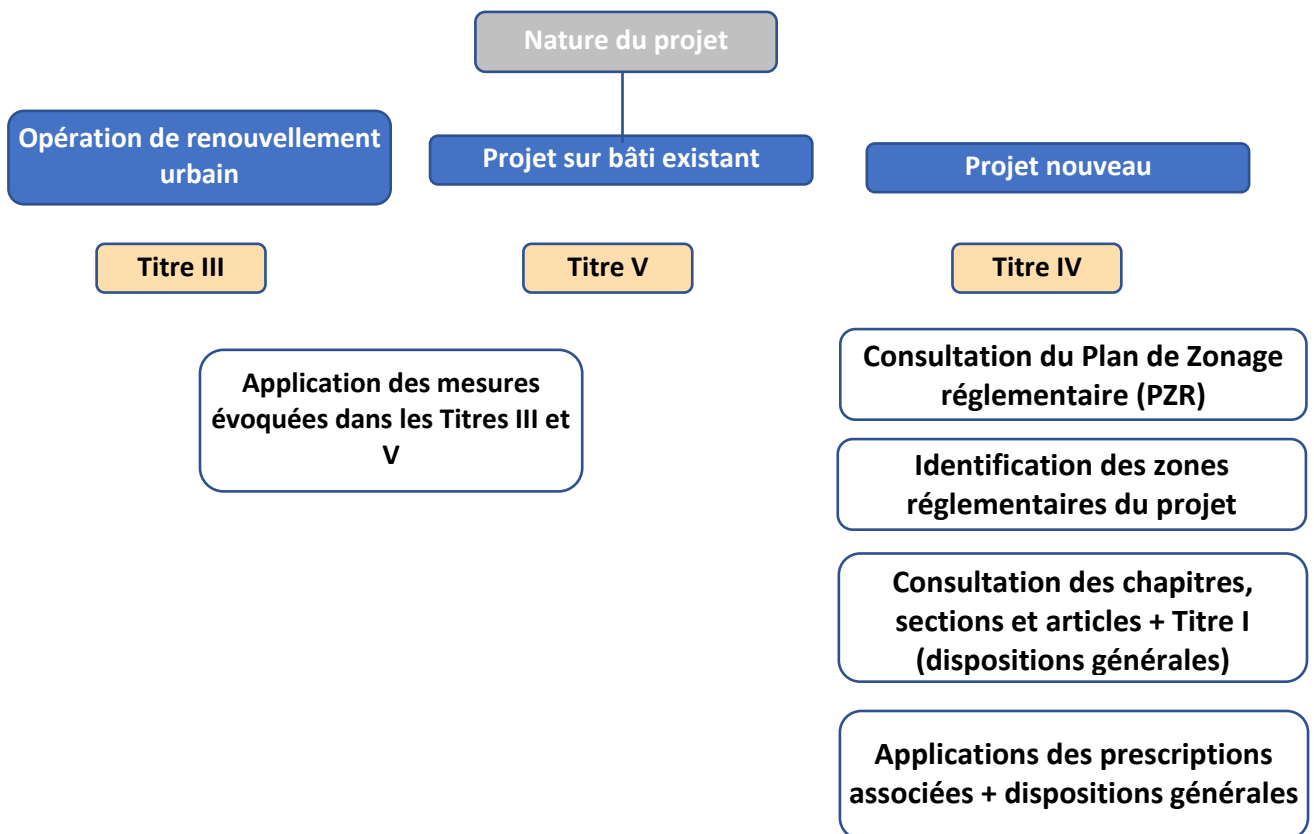 Nature du projet
Opération de renouvellement
urbain
Projet sur bâti existant
Projet nouveau
Titre III
Titre V
Titre IV
Application des mesures
évoquées dans les Titres III et
V
Consultation du Plan de Zonage
réglementaire (PZR)
Identification des zones
réglementaires du projet
Consultation des chapitres,
sections et articles + Titre I
(dispositions générales)
Applications des prescriptions
associées + dispositions générales